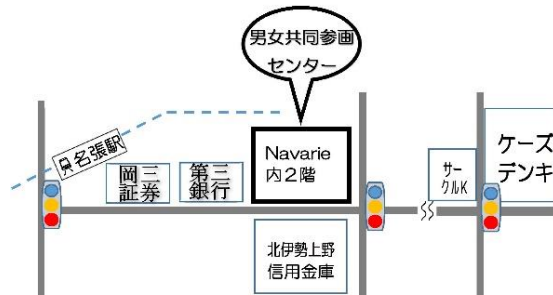 男女共同参画
センター
名張駅
岡三
証券
第三
銀行
Navarie
内2階
サー
クルK
ケーズ
デンキ
北伊勢上野
信用金庫